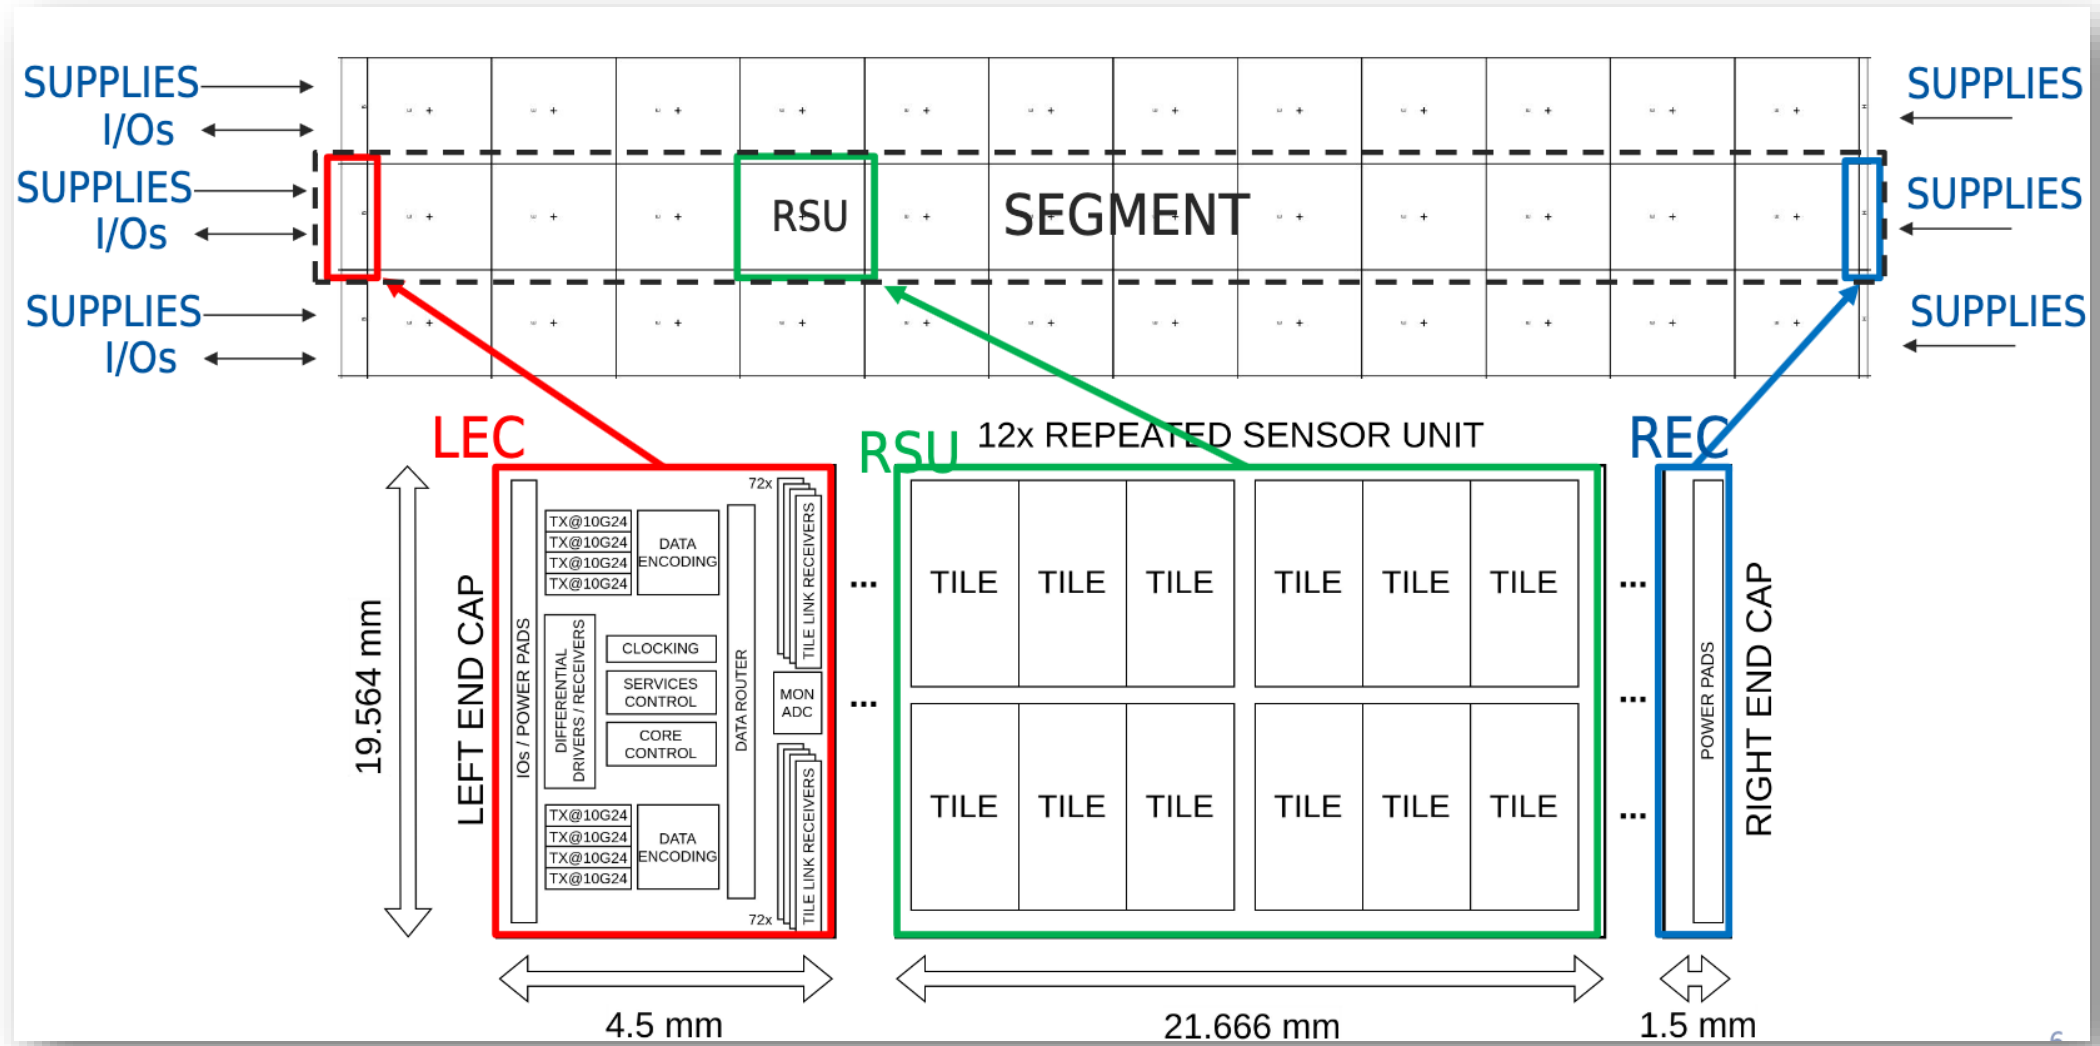 SUPPLIES
I/Os
SUPPLIES
SUPPLIES
I/Os
RSU
SEGMENT
SUPPLIES
SUPPLIES
I/Os
SUPPLIES
LEC
RSU
12x REPEATED SENSOR UNIT
REC
19.564 mm
LEFT END CAP
IOs / POWER PADS
72x
TX@10G24
TX@10G24
TX@10G24
TX@10G24
DATA
ENCODING
DIFFERENTIAL
DRIVERS / RECEIVERS
CLOCKING
SERVICES
CONTROL
CORE
CONTROL
TX@10G24
TX@10G24
TX@10G24
TX@10G24
DATA
ENCODING
DATA ROUTER
TILE LINK RECEIVERS
MON
ADC
TILE LINK RECEIVERS
72x
...
...
TILE TILE TILE TILE TILE TILE
TILE TILE TILE TILE TILE TILE
...
...
...
POWER PADS
RIGHT END CAP
4.5 mm
21.666 mm
1.5 mm